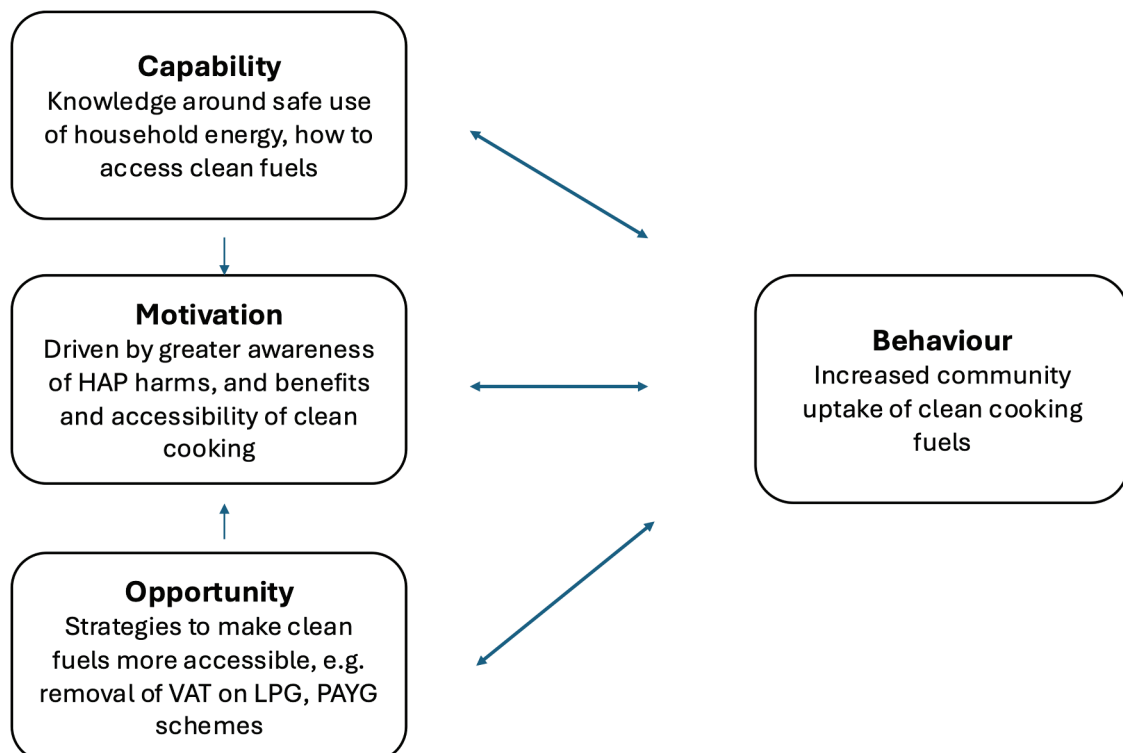 Capability
Knowledge around safe use
of household energy, how to
access clean fuels
Motivation
Driven by greater awareness
of HAP harms, and benefits
and accessibility of clean
cooking
Behaviour
Increased community
uptake of clean cooking
fuels
Opportunity
Strategies to make clean
fuels more accessible, e.g.
removal of VAT on LPG, PAYG
schemes